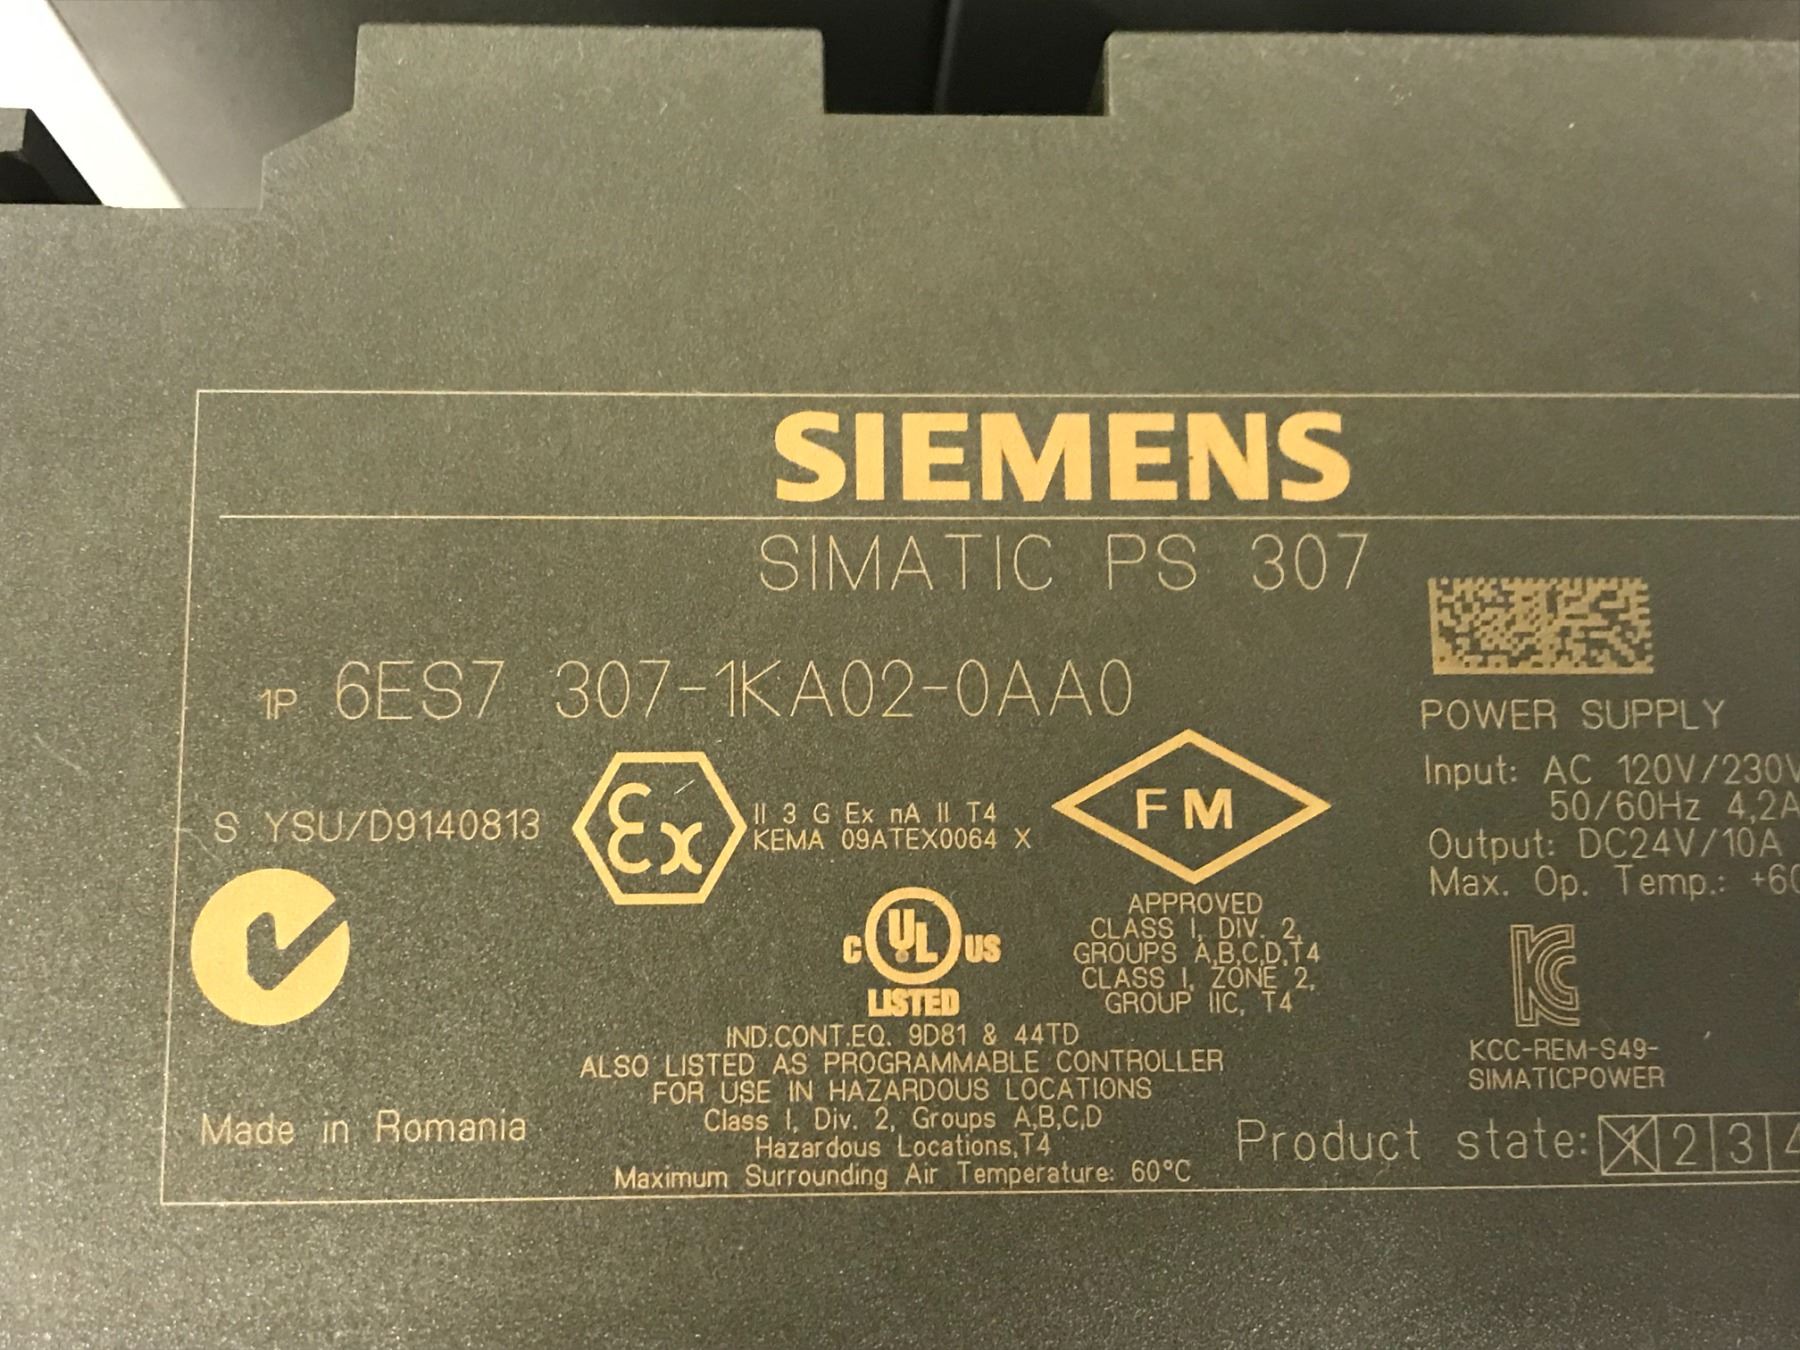 SIEMENS
SIMATIC PS 307
1P 6ES7 307-1KA02-0AA0
POWER SUPPLY
Input: AC 120V/230V
50/60Hz 4,2A
Output: DC24V/10A
Max. Op. Temp.: +60
S YSU/D9140813
Ex
II 3 G Ex nA II T4
KEMA 09ATEX0064 X
FM
APPROVED
CLASS I, DIV. 2,
GROUPS A,B,C,D,T4
CLASS I, ZONE 2,
GROUP IIC, T4
C UL US
LISTED
IND.CONT.EQ. 9D81 & 44TD
ALSO LISTED AS PROGRAMMABLE CONTROLLER
FOR USE IN HAZARDOUS LOCATIONS
Class I, Div. 2, Groups A,B,C,D
Hazardous Locations,T4
Maximum Surrounding Air Temperature: 60°C
KC
KCC-REM-S49-
SIMATICPOWER
Made in Romania
Product state: 1 2 3 4